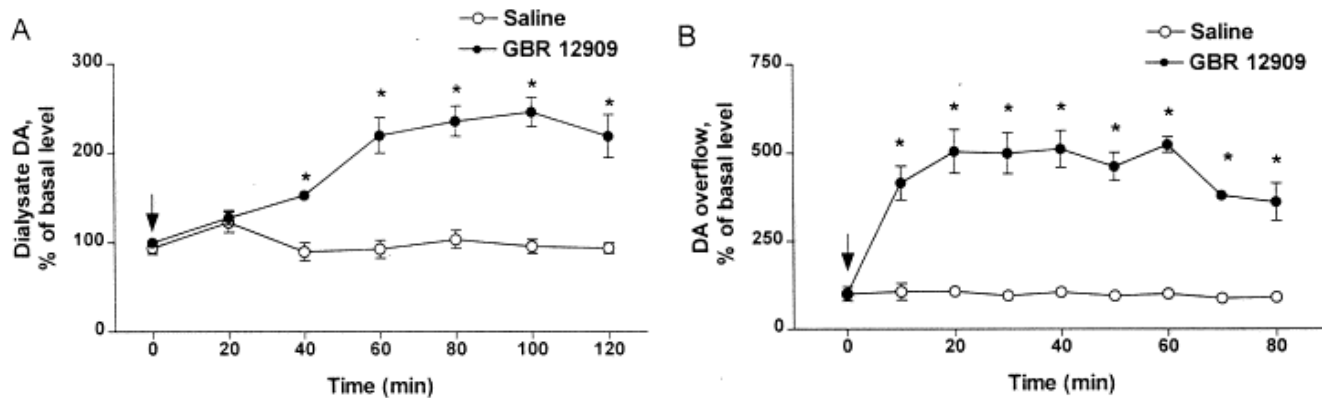 A
Saline
GBR 12909
Dialysate DA,
% of basal level
300
200
100
0
* * * * *
0 20 40 60 80 100 120
Time (min)
B
Saline
GBR 12909
DA overflow,
% of basal level
750
500
250
0
* * * * * * * *
0 20 40 60 80
Time (min)